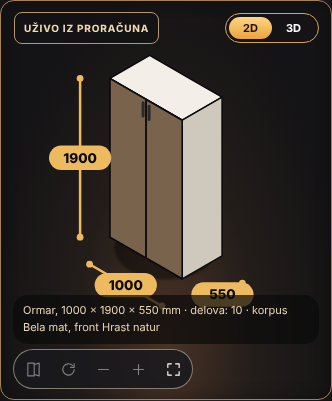 UŽIVO IZ PRORAČUNA
2D 3D
1900
1000
550
Ormar, 1000 × 1900 × 550 mm · delova: 10 · korpus
Bela mat, front Hrast natur